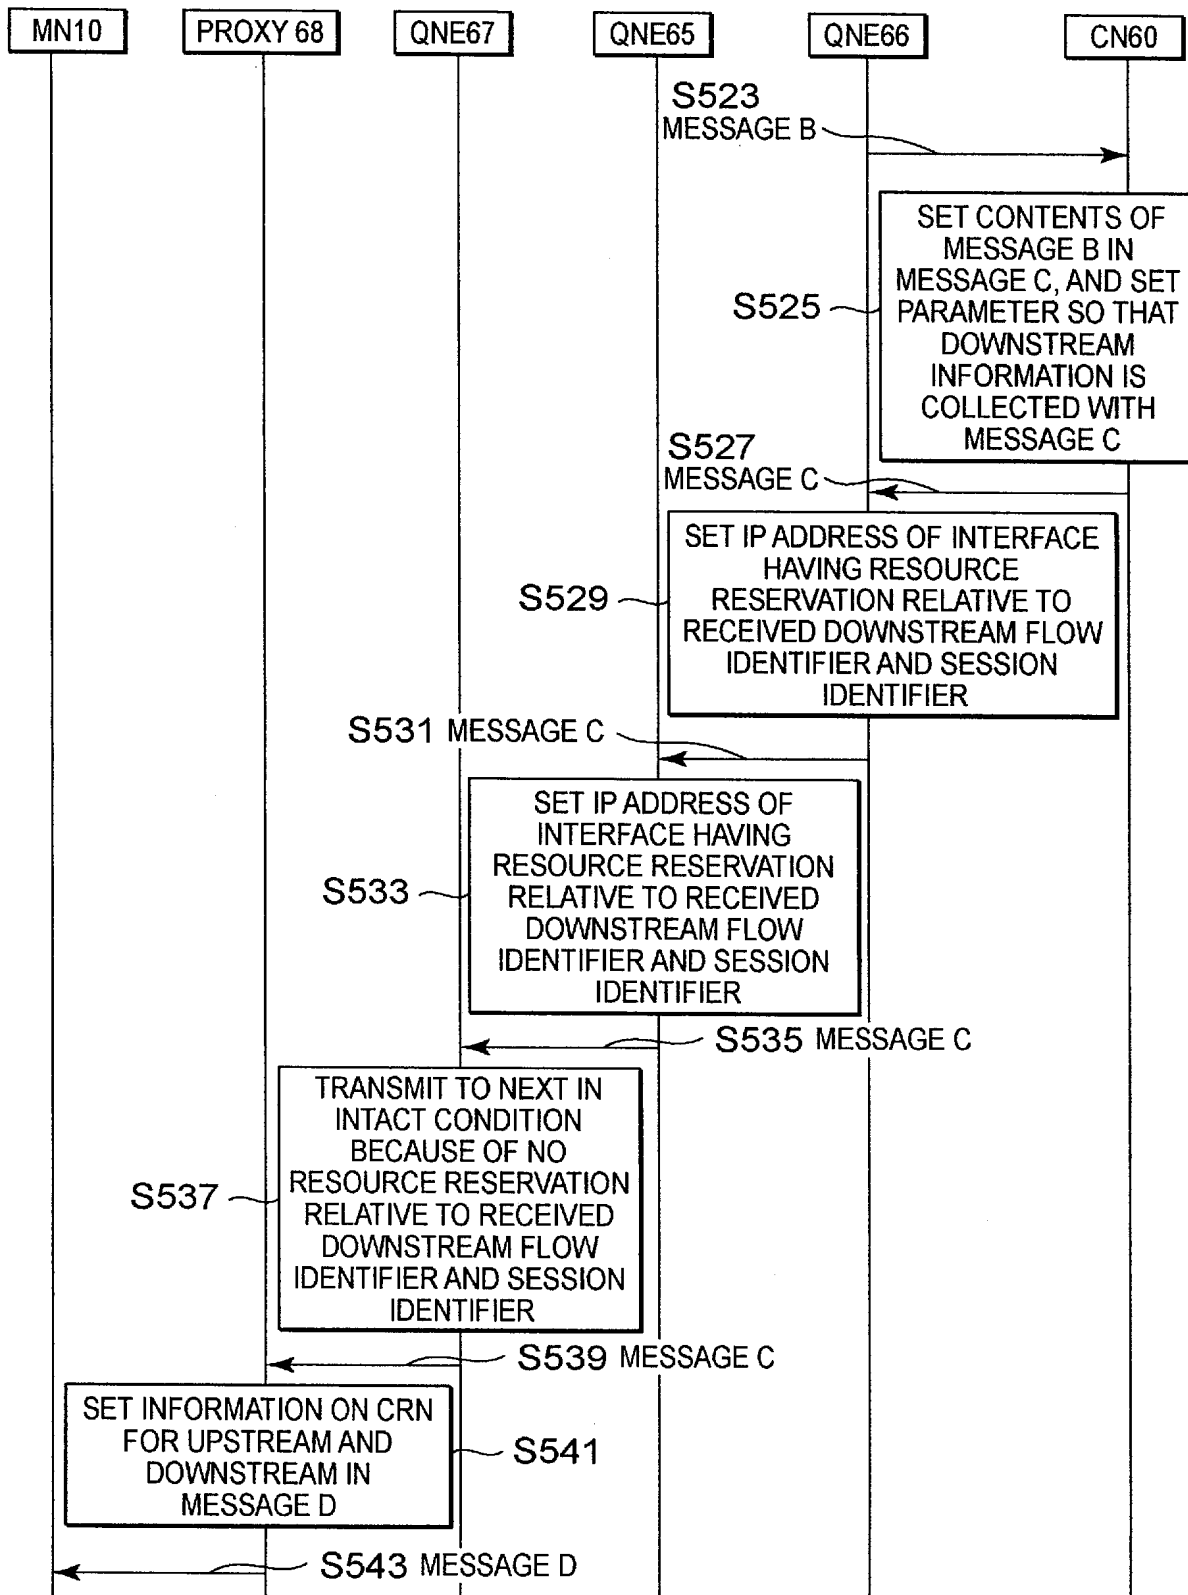 MN10
PROXY 68
QNE67
QNE65
QNE66
CN60
S523
MESSAGE B
SET CONTENTS OF
MESSAGE B IN
MESSAGE C, AND SET
PARAMETER SO THAT
DOWNSTREAM
INFORMATION IS
COLLECTED WITH
MESSAGE C
S525
S527
MESSAGE C
SET IP ADDRESS OF INTERFACE
HAVING RESOURCE
RESERVATION RELATIVE TO
RECEIVED DOWNSTREAM FLOW
IDENTIFIER AND SESSION
IDENTIFIER
S529
S531 MESSAGE C
SET IP ADDRESS OF
INTERFACE HAVING
RESOURCE RESERVATION
RELATIVE TO RECEIVED
DOWNSTREAM FLOW
IDENTIFIER AND SESSION
IDENTIFIER
S533
S535 MESSAGE C
TRANSMIT TO NEXT IN
INTACT CONDITION
BECAUSE OF NO
RESOURCE RESERVATION
RELATIVE TO RECEIVED
DOWNSTREAM FLOW
IDENTIFIER AND SESSION
IDENTIFIER
S537
S539 MESSAGE C
SET INFORMATION ON CRN
FOR UPSTREAM AND
DOWNSTREAM IN
MESSAGE D
S541
S543 MESSAGE D